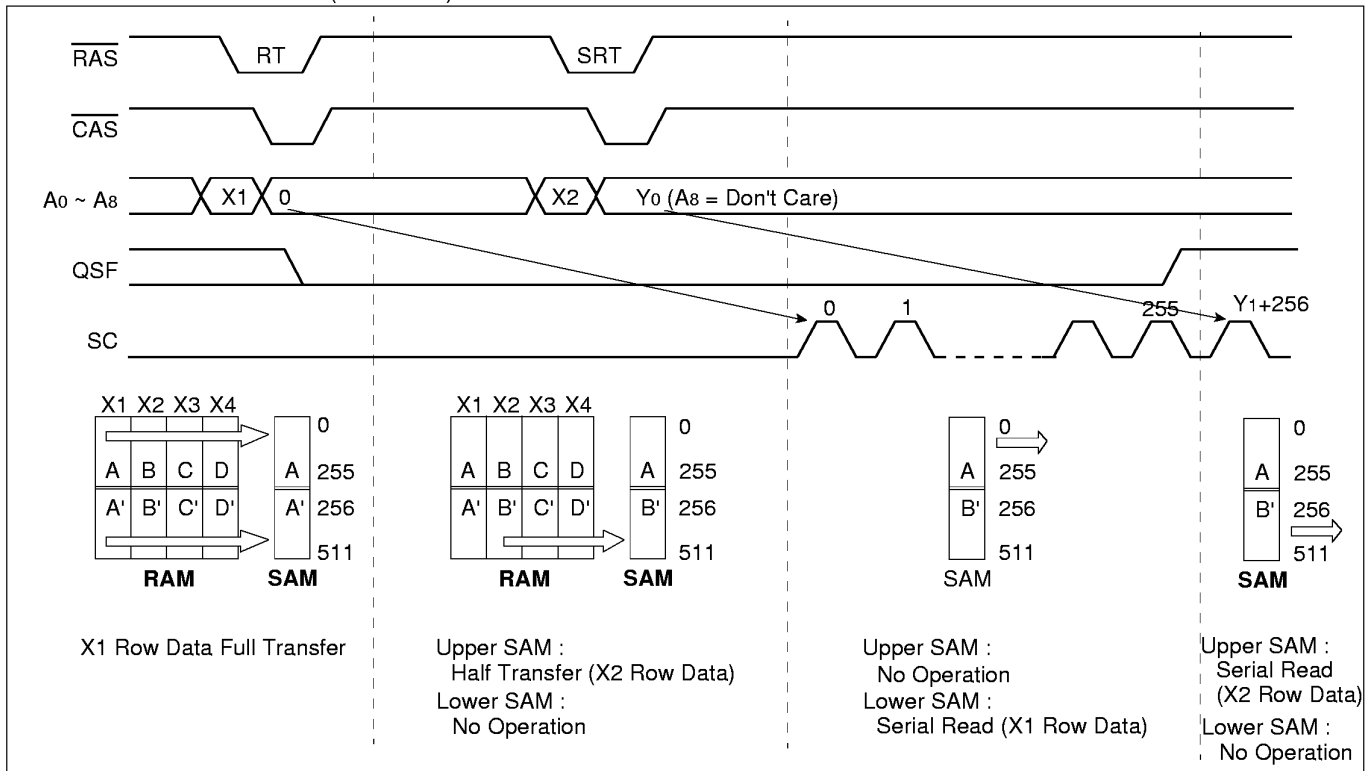 RAS RT SRT
CAS
A0 ~ A8 X1 0 X2 Y0 (A8 = Don't Care)
QSF
SC 0 1 255 Y1+256
X1 X2 X3 X4
A B C D
A' B' C' D'
RAM
0
A 255
A' 256
511
SAM
X1 Row Data Full Transfer
X1 X2 X3 X4
A B C D
A' B' C' D'
RAM
0
A 255
B' 256
511
SAM
Upper SAM :
Half Transfer (X2 Row Data)
Lower SAM :
No Operation
0
A 255
B' 256
511
SAM
Upper SAM :
No Operation
Lower SAM :
Serial Read (X1 Row Data)
0
A 255
B' 256
511
SAM
Upper SAM :
Serial Read
(X2 Row Data)
Lower SAM :
No Operation